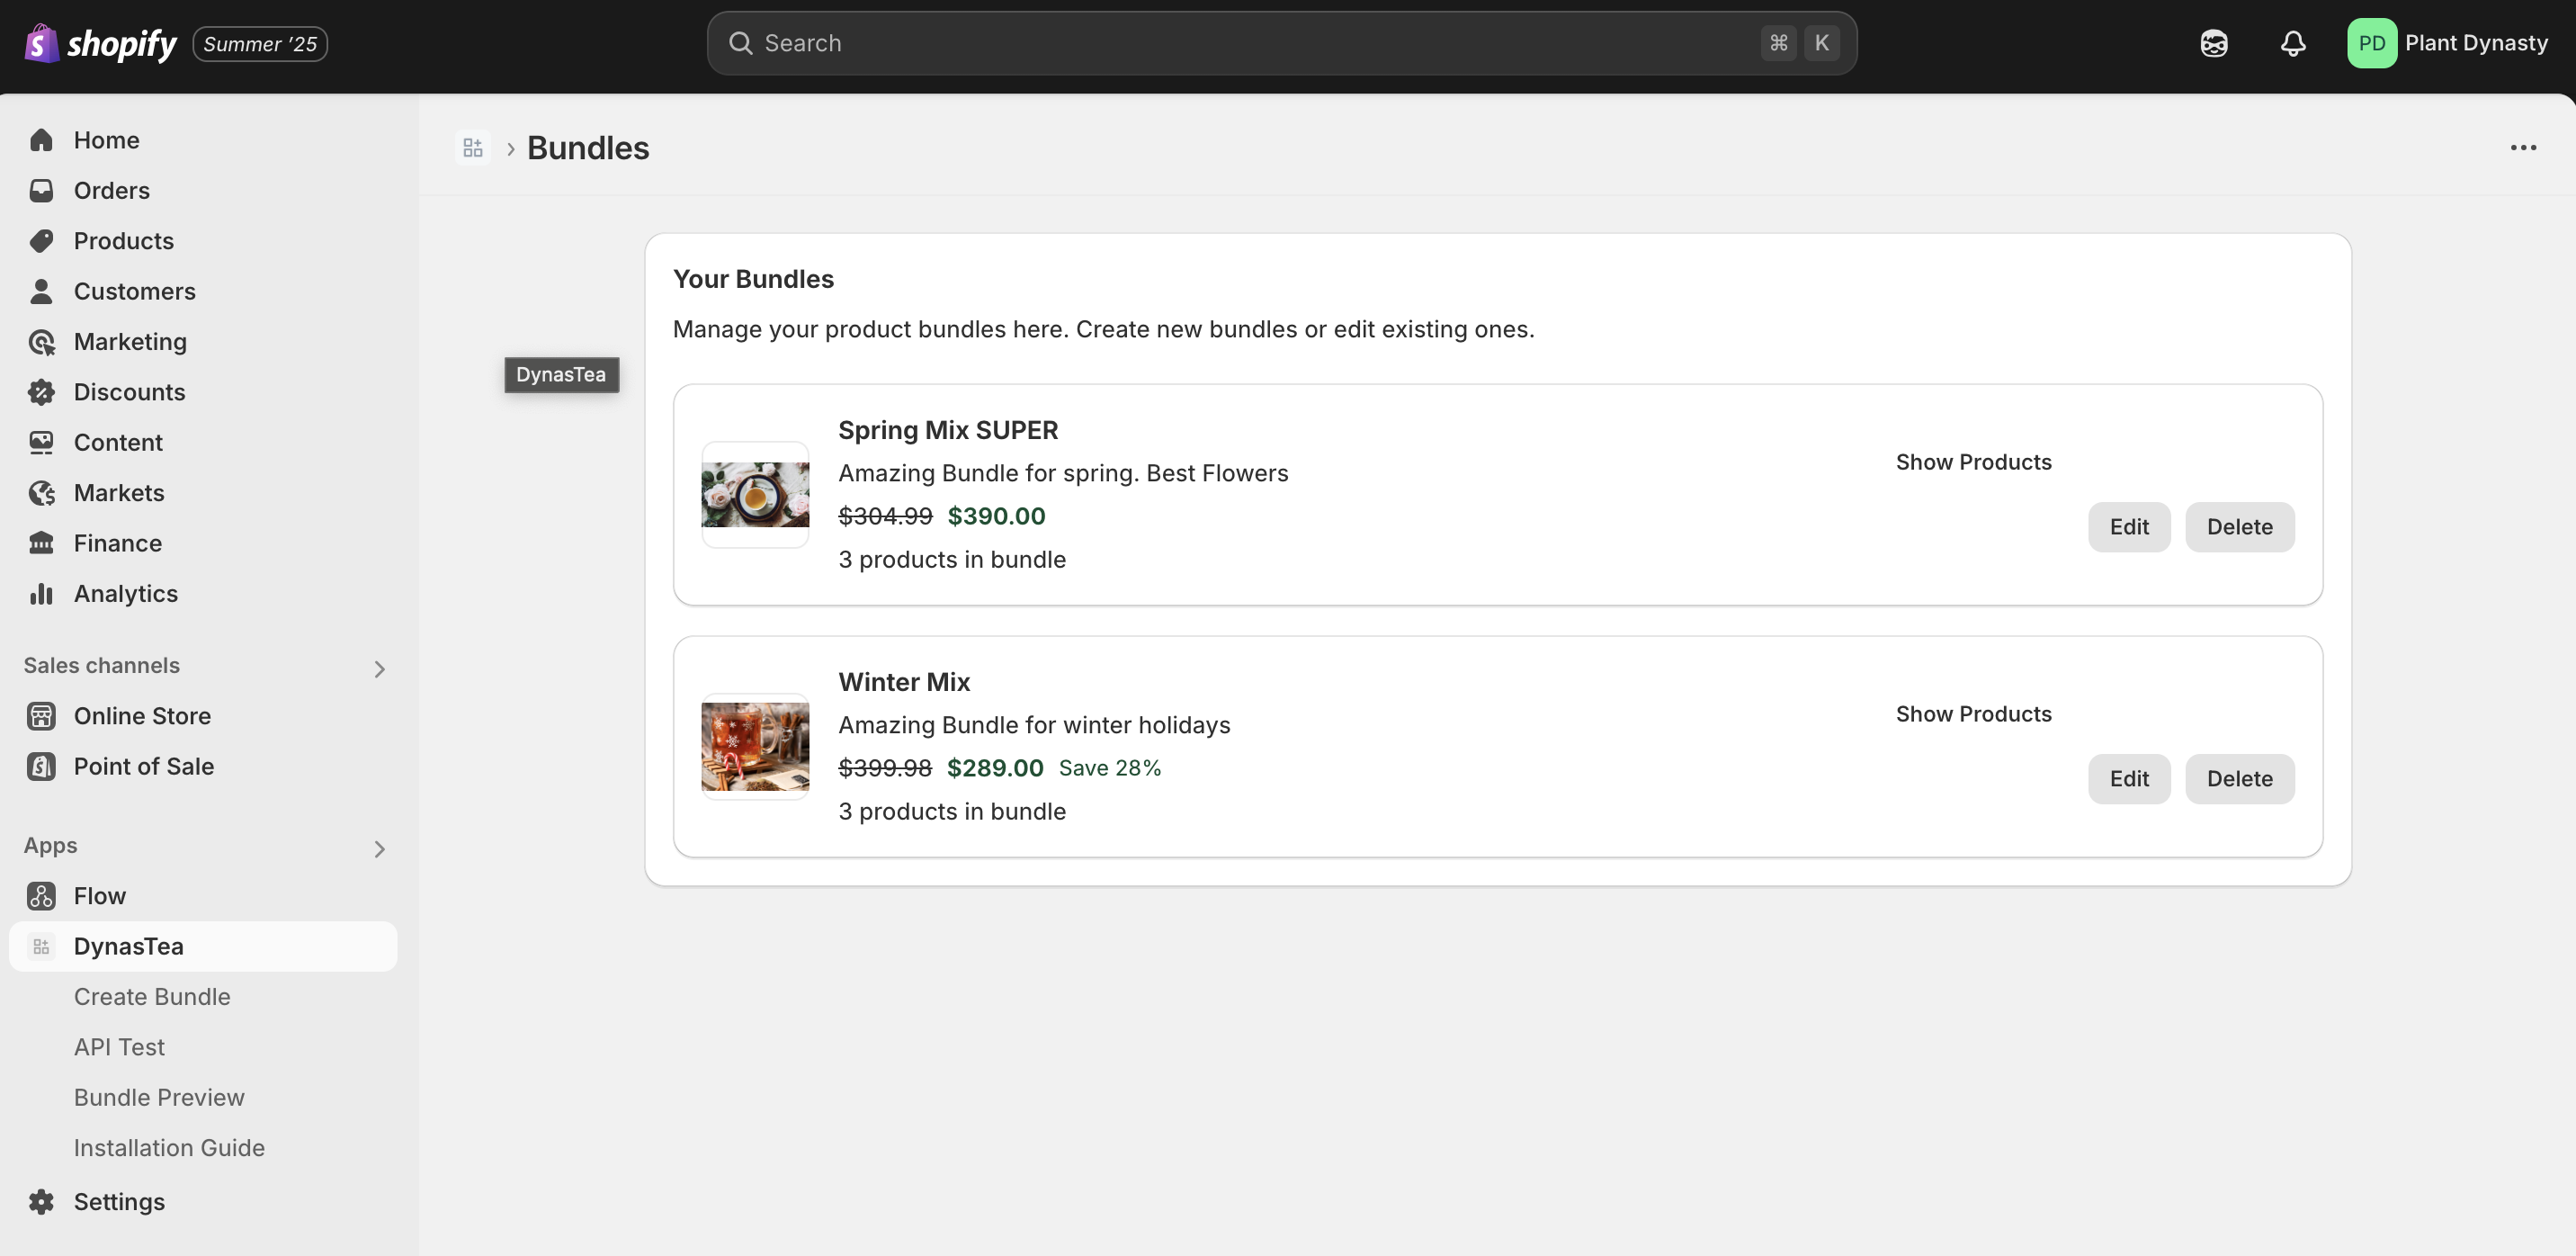 shopify Summer '25
Search
⌘ K
PD Plant Dynasty
Home
Orders
Products
Customers
Marketing
Discounts
Content
Markets
Finance
Analytics
Sales channels
Online Store
Point of Sale
Apps
Flow
DynasTea
Create Bundle
API Test
Bundle Preview
Installation Guide
Settings
Bundles
DynasTea
Your Bundles
Manage your product bundles here. Create new bundles or edit existing ones.
Spring Mix SUPER
Amazing Bundle for spring. Best Flowers
$304.99 $390.00
3 products in bundle
Show Products
Edit Delete
Winter Mix
Amazing Bundle for winter holidays
$399.98 $289.00 Save 28%
3 products in bundle
Show Products
Edit Delete